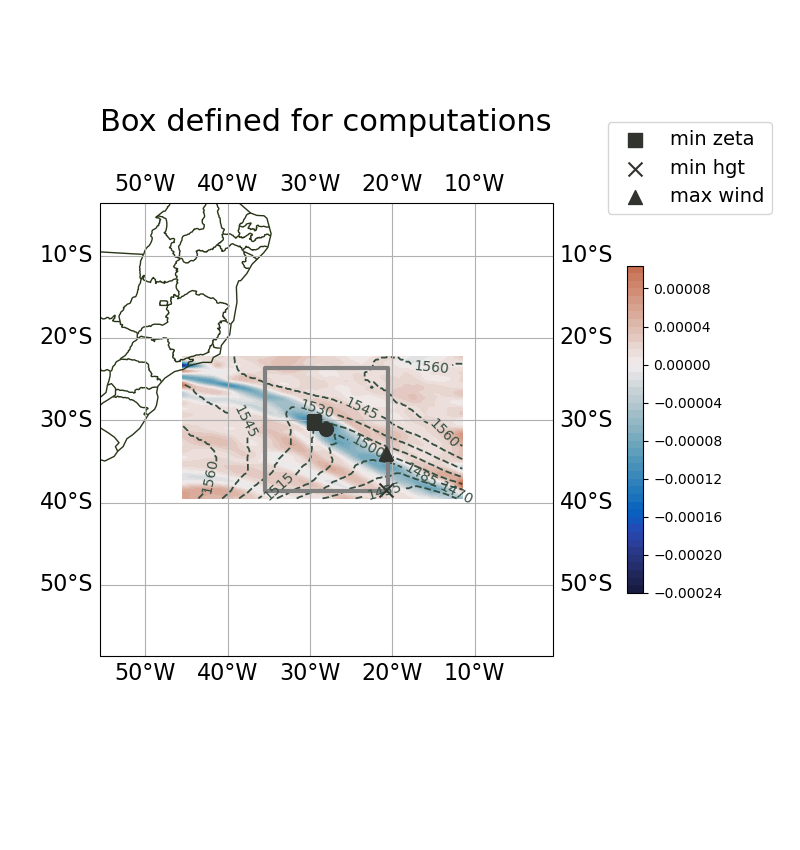 Box defined for computations
min zeta
min hgt
max wind
50°W 40°W 30°W 20°W 10°W
10°S 10°S
20°S 20°S
30°S 30°S
40°S 40°S
50°S 50°S
50°W 40°W 30°W 20°W 10°W
0.00008
0.00004
0.00000
−0.00004
−0.00008
−0.00012
−0.00016
−0.00020
−0.00024
1560
1530
1545
1545
1560
1500
1560
1515
1485
1470